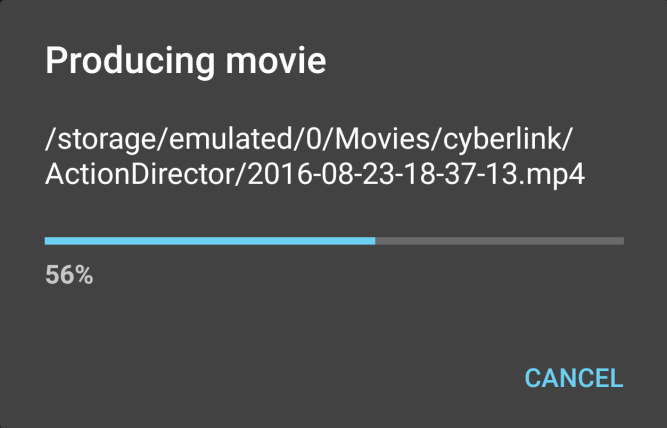 Producing movie
/storage/emulated/0/Movies/cyberlink/
ActionDirector/2016-08-23-18-37-13.mp4
56%
CANCEL